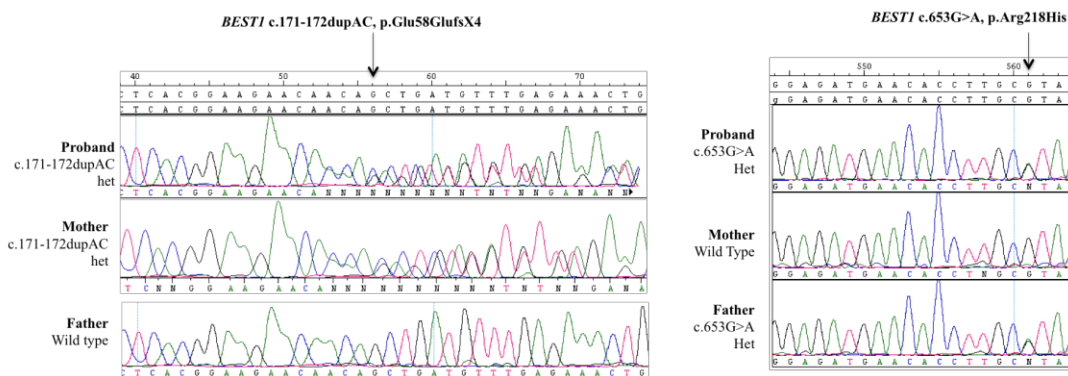 BEST1 c.171-172dupAC, p.Glu58GlufsX4
40 50 60 70
C T C A C G G A A G A A C A A C A G C T G A T G T T T G A G A A A C T G
C T C A C G G A A G A A C A A C A G C T G A T G T T T G A G A A A C T G
Proband
c.171-172dupAC
het
Mother
c.171-172dupAC
het
T C N N G G A A G A A C A N N N N N N N N N N N N T N T N N G A N A
Father
Wild type
C T C A C G G A A G A A C A A C A G C T G A T G T T T G A G A A A C T G
BEST1 c.653G>A, p.Arg218His
550 560
g G A G A T G A A C A C C T T G C G T A
g G A G A T G A A C A C C T T G C G T A
Proband
c.653G>A
Het
G G A G A T G A A C A C C T T G C N T A
Mother
Wild Type
G G A G A T G A A C A C C T N G C G T A
Father
c.653G>A
Het
G G A G A T G A A C A C C T T G C N T A